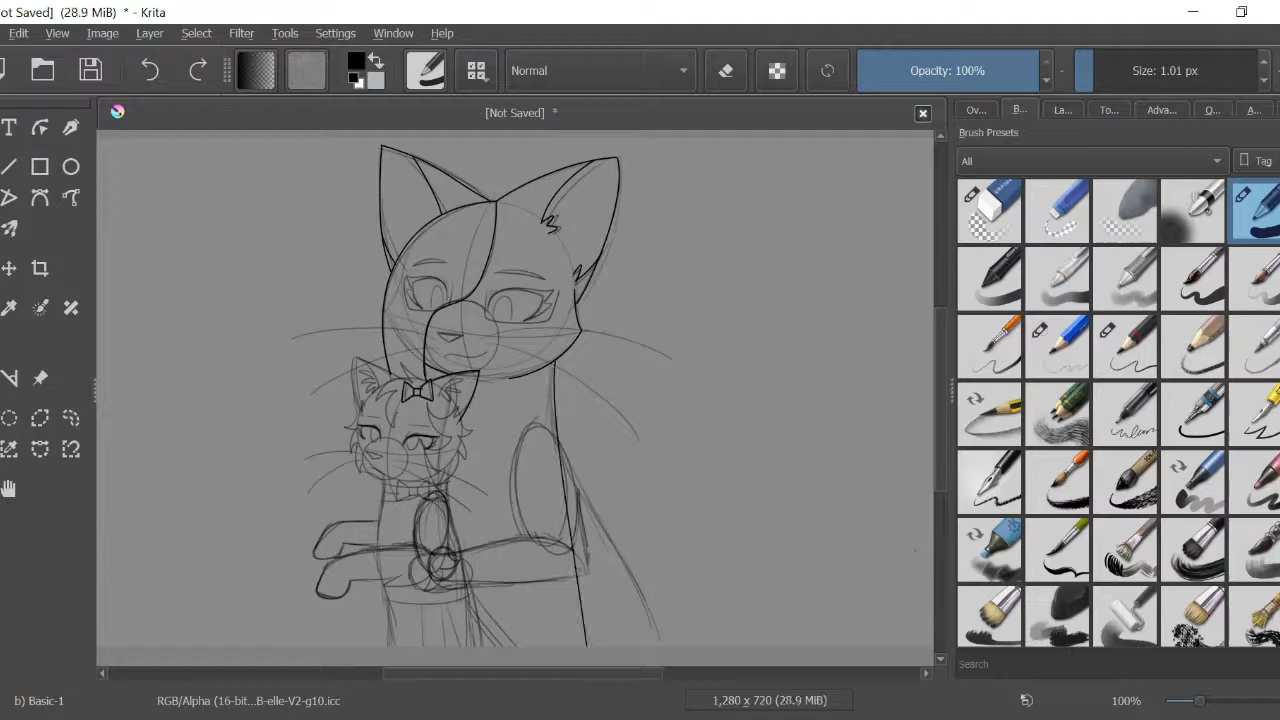 ot Saved]  (28.9 MiB)  * - Krita
Edit View Image Layer Select Filter Tools Settings Window Help
Normal Opacity: 100% Size: 1.01 px
[Not Saved]  *
Ov... B... La... To... Adva... Q... A...
Brush Presets
All Tag
Search
b) Basic-1 RGB/Alpha (16-bit...B-elle-V2-g10.icc 1,280 x 720 (28.9 MiB) 100%